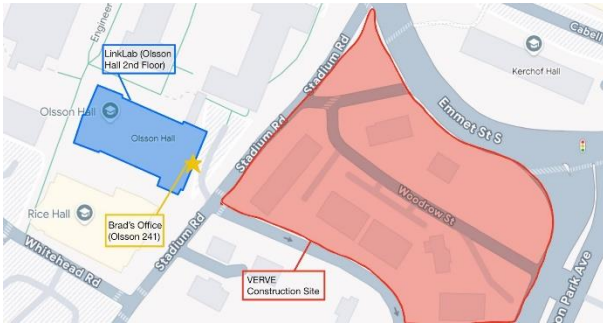 Engineer
LinkLab (Olsson
Hall 2nd Floor)
Olsson Hall
Olsson Hall
Rice Hall
Brad's Office
(Olsson 241)
Whitehead Rd
Stadium Rd
Stadium Rd
Stadium Rd
VERVE
Construction Site
Woodrow St
Emmet St S
Kerchof Hall
Cabell
on Park Ave